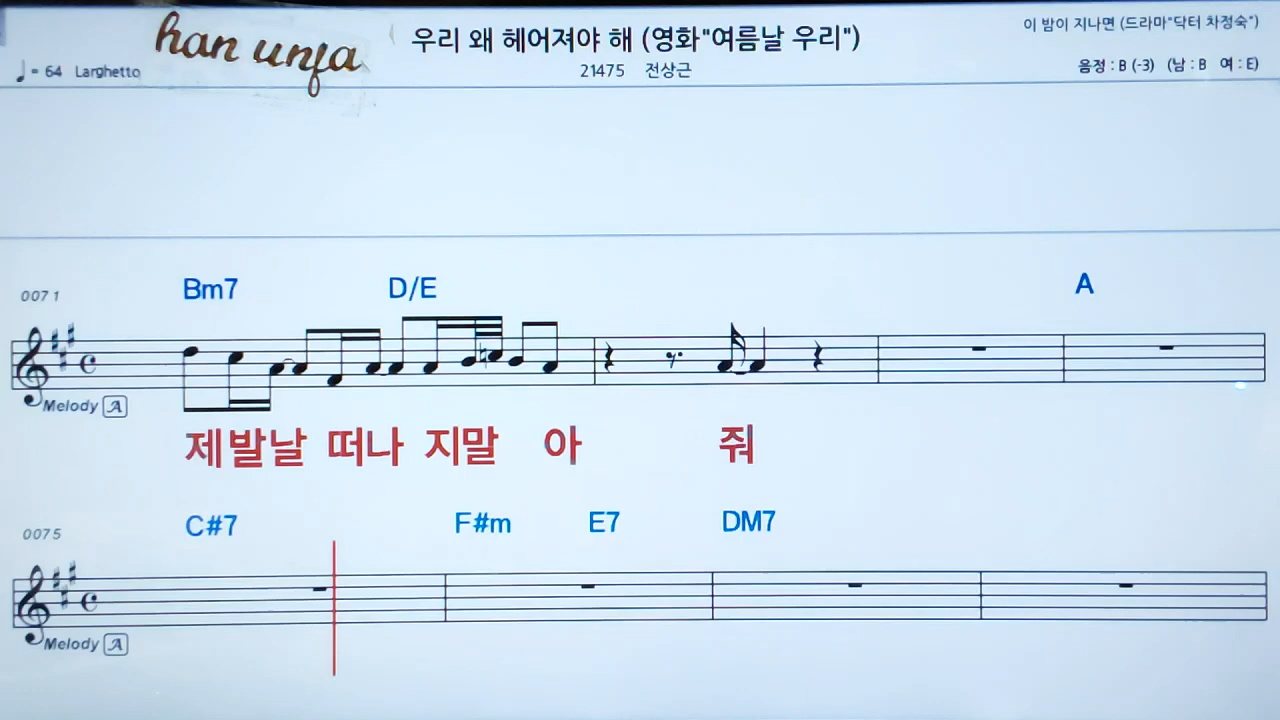 han unja
우리 왜 헤어져야 해 (영화"여름날 우리")
이 밤이 지나면 (드라마"닥터 차정숙")
♩= 64 Larghetto
21475 전상근
음정 : B (-3) (남 : B 여 : E)
Bm7 D/E A
0071
Melody A
제발날 떠나 지말 아 줘
C#7 F#m E7 DM7
0075
Melody A